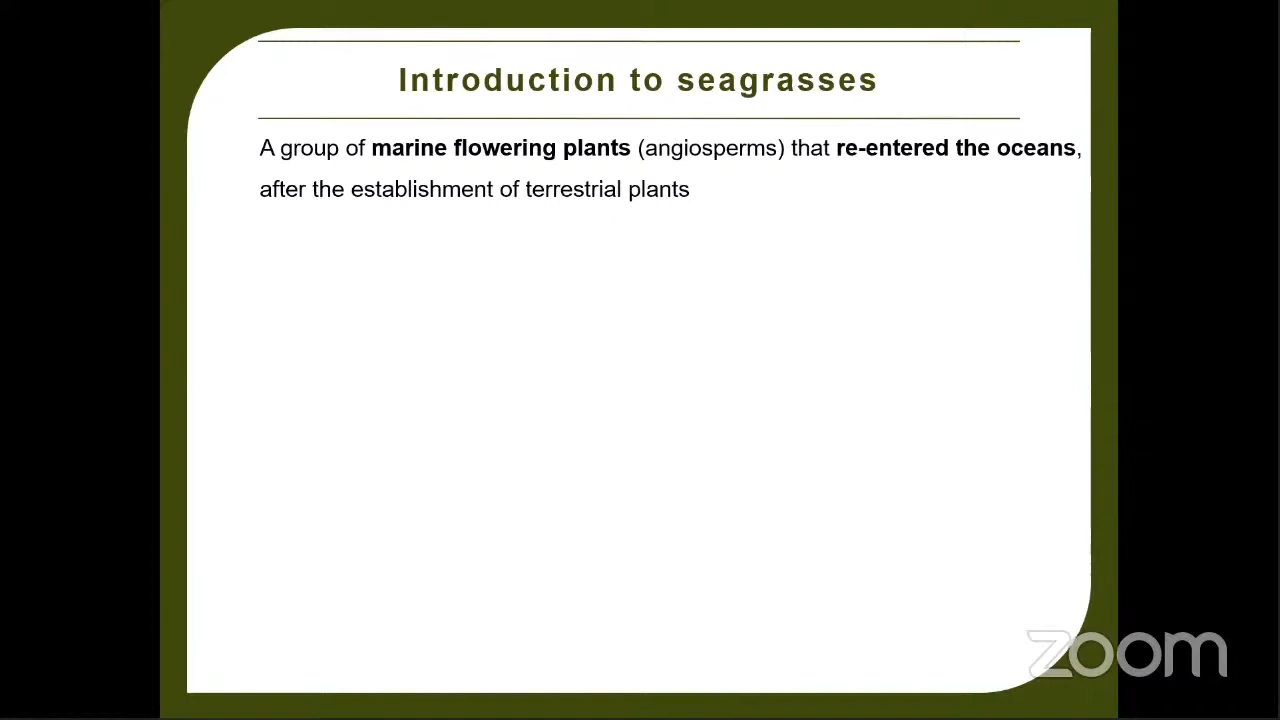 Introduction to seagrasses
A group of marine flowering plants (angiosperms) that re-entered the oceans,
after the establishment of terrestrial plants
zoom